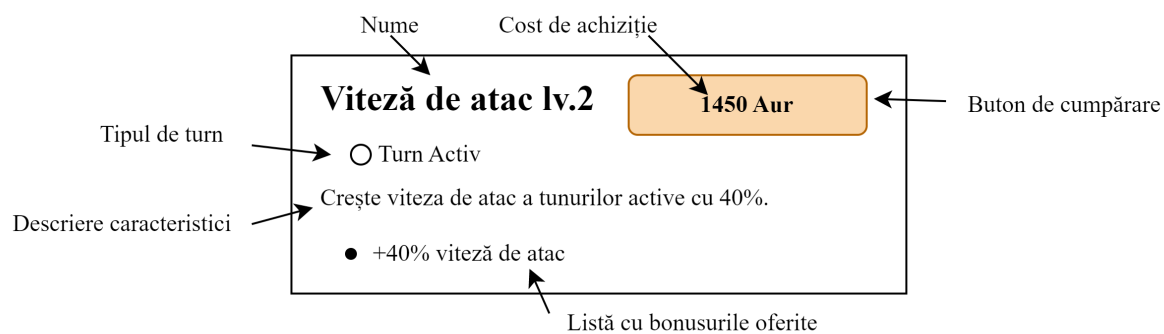 Nume
Cost de achiziție
Viteză de atac lv.2
1450 Aur
Buton de cumpărare
Tipul de turn
Turn Activ
Crește viteza de atac a tunurilor active cu 40%.
Descriere caracteristici
+40% viteză de atac
Listă cu bonusurile oferite